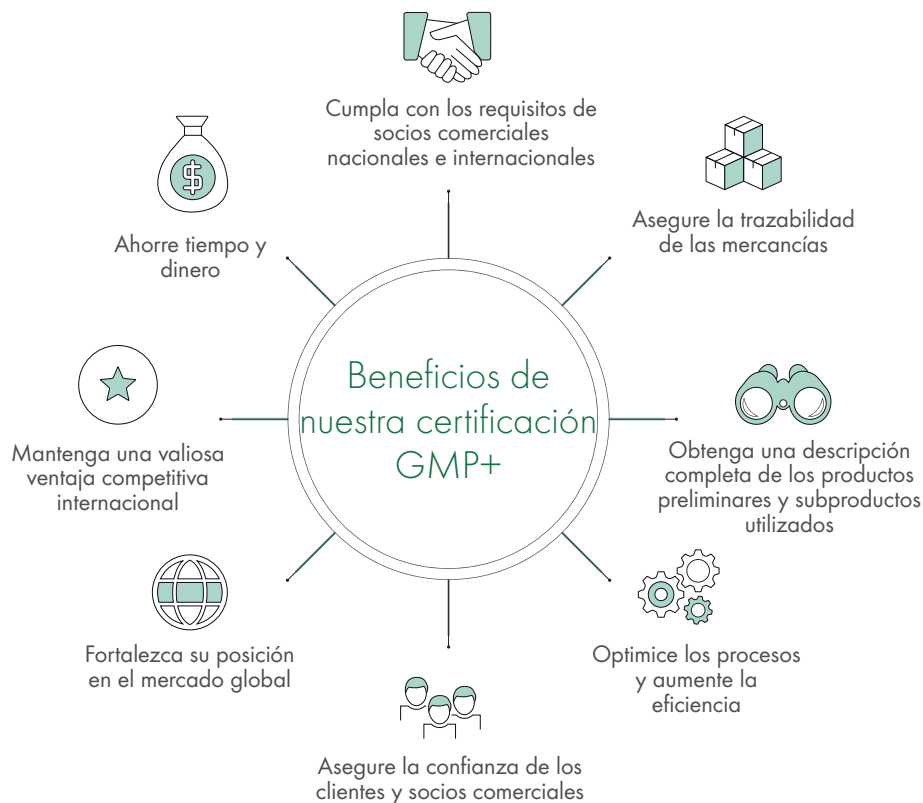 Cumpla con los requisitos de
socios comerciales
nacionales e internacionales
Asegure la trazabilidad
de las mercancías
Ahorre tiempo y
dinero
Beneficios de
nuestra certificación
GMP+
Mantenga una valiosa
ventaja competitiva
internacional
Obtenga una descripción
completa de los productos
preliminares y subproductos
utilizados
Fortalezca su posición
en el mercado global
Optimice los procesos
y aumente la
eficiencia
Asegure la confianza de los
clientes y socios comerciales